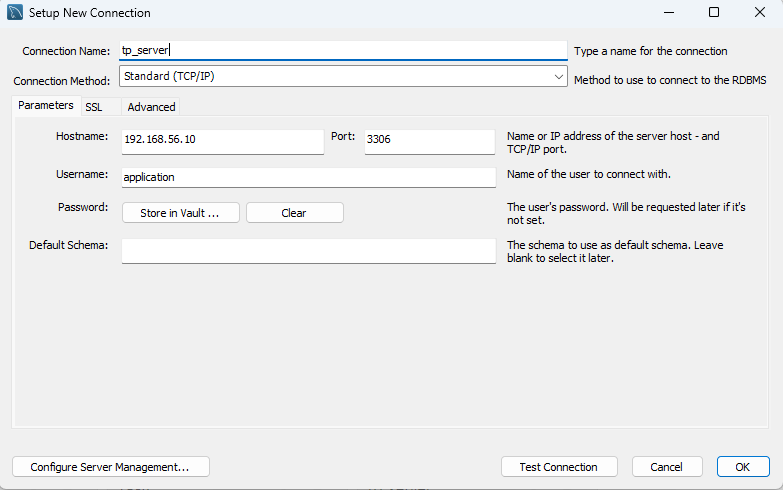 Setup New Connection
Connection Name: tp_server Type a name for the connection
Connection Method: Standard (TCP/IP) Method to use to connect to the RDBMS
Parameters SSL Advanced
Hostname: 192.168.56.10 Port: 3306 Name or IP address of the server host - and
TCP/IP port.
Username: application Name of the user to connect with.
Password: Store in Vault ... Clear The user's password. Will be requested later if it's
not set.
Default Schema: The schema to use as default schema. Leave
blank to select it later.
Configure Server Management... Test Connection Cancel OK